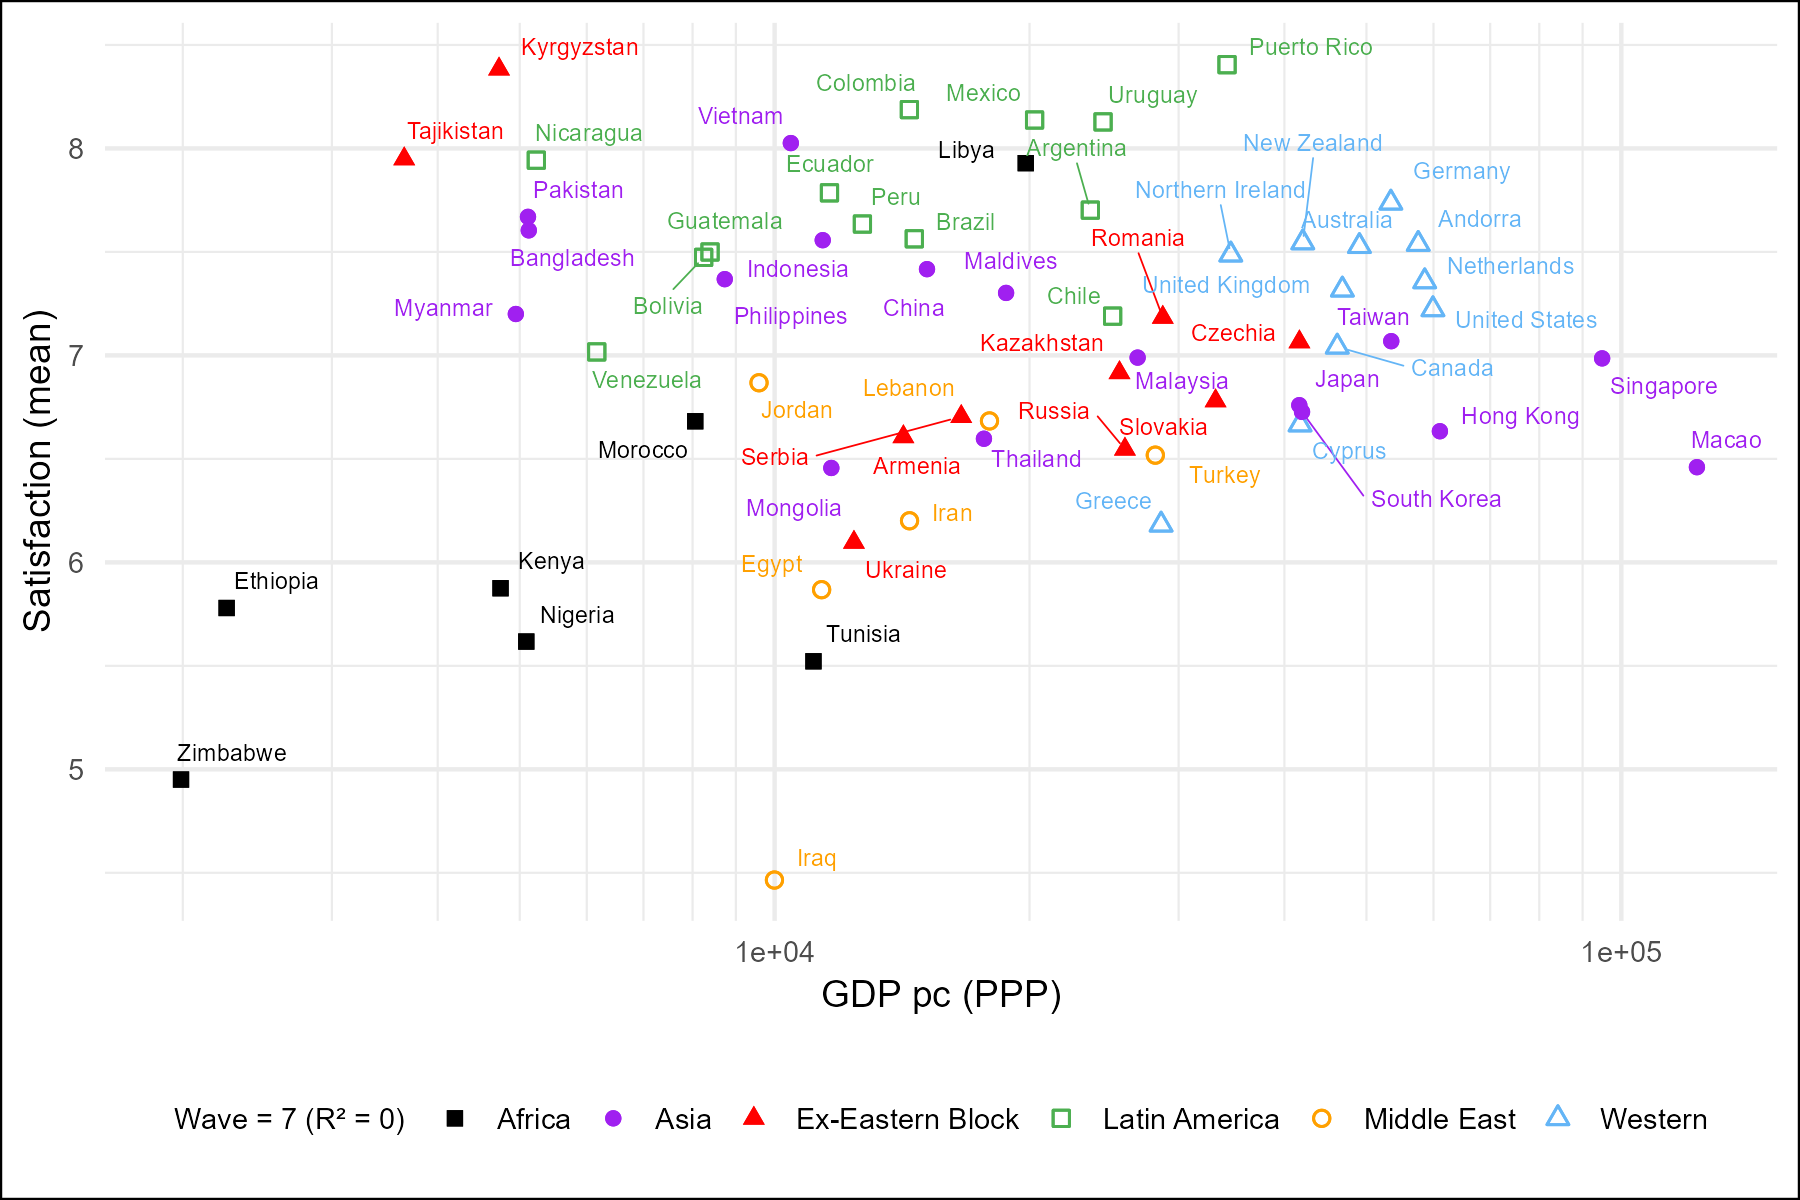 Kyrgyzstan
Puerto Rico
Colombia
Mexico
Uruguay
Vietnam
Tajikistan
Nicaragua
Libya
Argentina
New Zealand
8
Ecuador
Germany
Pakistan
Peru
Northern Ireland
Guatemala
Brazil
Australia
Andorra
Romania
Bangladesh
Indonesia
Maldives
Netherlands
United Kingdom
Chile
Bolivia
Myanmar
Philippines
China
Taiwan
United States
Czechia
Kazakhstan
7
Canada
Venezuela
Lebanon
Malaysia
Japan
Singapore
Jordan
Russia
Hong Kong
Slovakia
Macao
Morocco
Serbia
Armenia
Thailand
Cyprus
Turkey
Mongolia
Iran
Greece
South Korea
6
Kenya
Egypt
Ukraine
Ethiopia
Nigeria
Tunisia
Zimbabwe
5
Iraq
Satisfaction (mean)
1e+04
1e+05
GDP pc (PPP)
Wave = 7 (R² = 0) Africa Asia Ex-Eastern Block Latin America Middle East Western